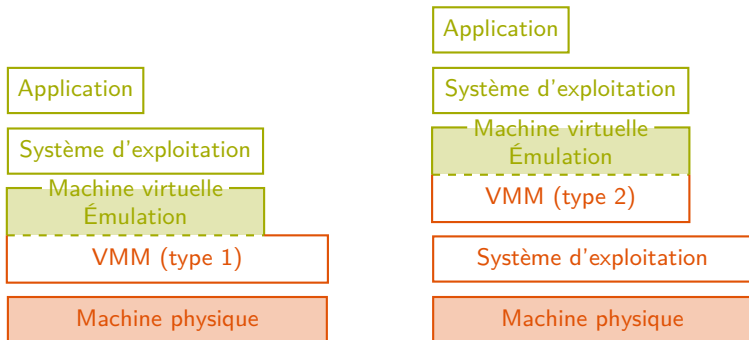 Application
Système d'exploitation
Machine virtuelle
Émulation
VMM (type 1)
Machine physique
Application
Système d'exploitation
Machine virtuelle
Émulation
VMM (type 2)
Système d'exploitation
Machine physique